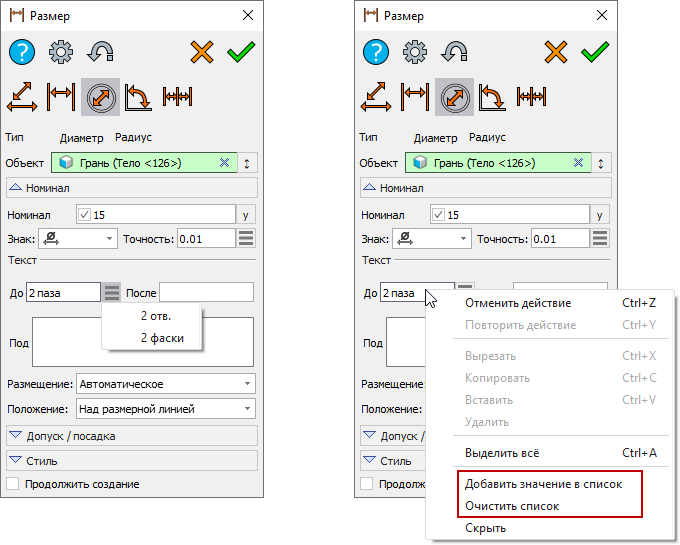 Размер
Тип Диаметр Радиус
Объект Грань (Тело <126>)
Номинал
Номинал 15 y
Знак: Точность: 0.01
Текст
До 2 паза После
2 отв.
2 фаски
Под
Размещение: Автоматическое
Положение: Над размерной линией
Допуск / посадка
Стиль
Продолжить создание
Размер
Тип Диаметр Радиус
Объект Грань (Тело <126>)
Номинал
Номинал 15 y
Знак: Точность: 0.01
Текст
До 2 паза
Под
Размещение
Положение:
Допуск /
Стиль
Продолж
Отменить действие Ctrl+Z
Повторить действие Ctrl+Y
Вырезать Ctrl+X
Копировать Ctrl+C
Вставить Ctrl+V
Удалить
Выделить всё Ctrl+A
Добавить значение в список
Очистить список
Скрыть